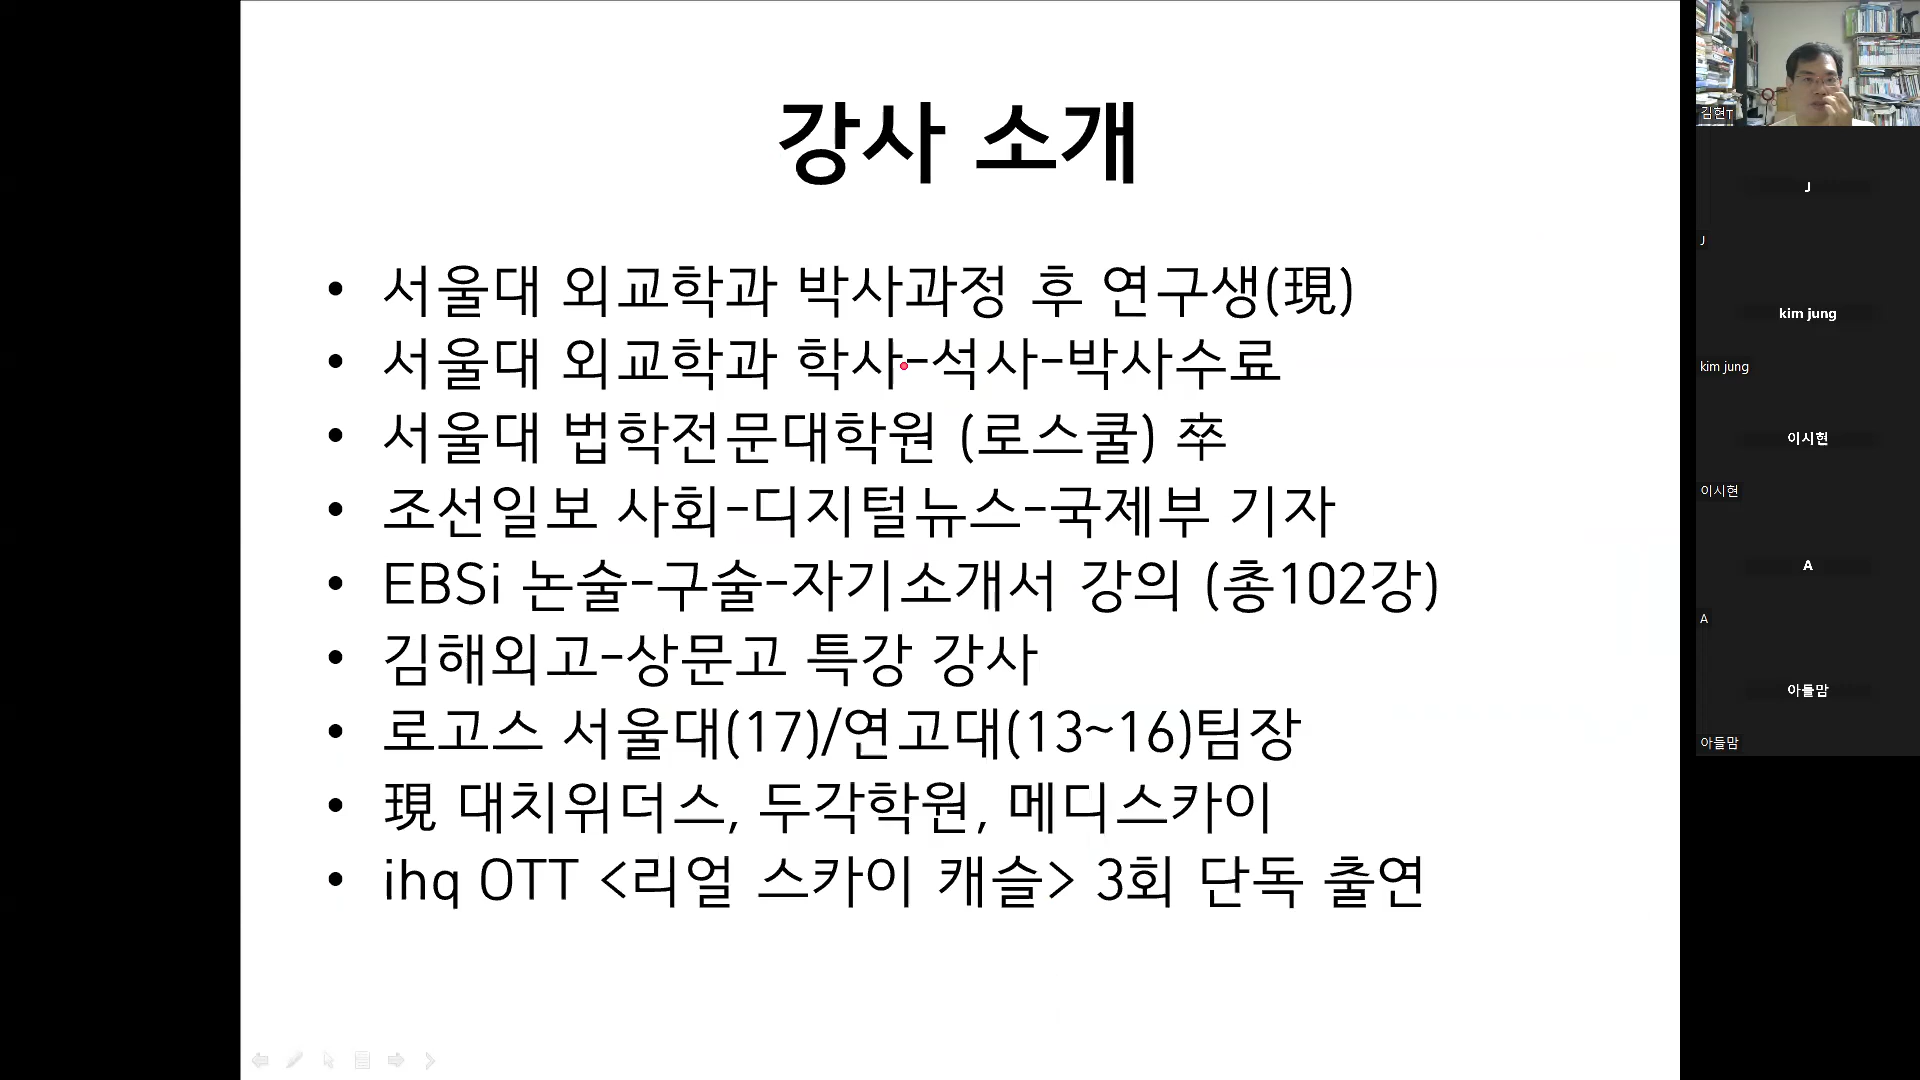 강사 소개
• 서울대 외교학과 박사과정 후 연구생(現)
• 서울대 외교학과 학사-석사-박사수료
• 서울대 법학전문대학원 (로스쿨) 卒
• 조선일보 사회-디지털뉴스-국제부 기자
• EBSi 논술-구술-자기소개서 강의 (총102강)
• 김해외고-상문고 특강 강사
• 로고스 서울대(17)/연고대(13~16)팀장
• 現 대치위더스, 두각학원, 메디스카이
• ihq OTT <리얼 스카이 캐슬> 3회 단독 출연
김현T
J
J
kim jung
kim jung
이시현
이시현
A
A
아들맘
아들맘